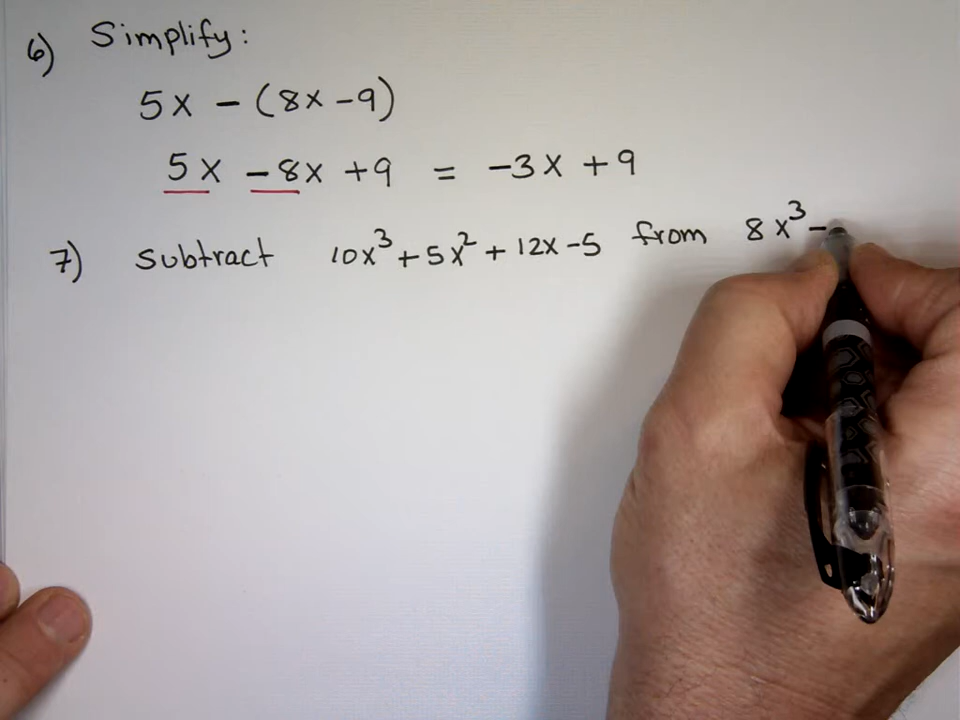 6) Simplify:
5x - (8x - 9)
5x - 8x + 9 = -3x + 9
7) subtract 10x³ + 5x² + 12x - 5 from 8x³ -